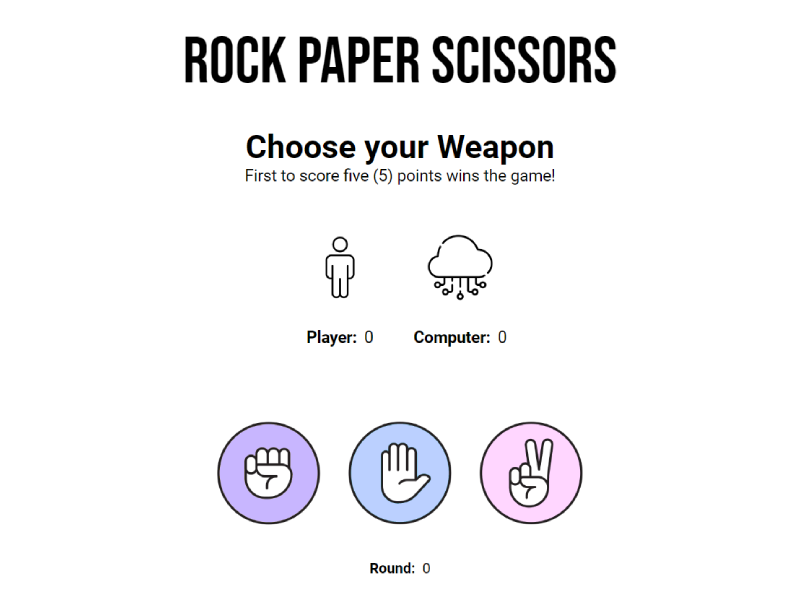 ROCK PAPER SCISSORS
Choose your Weapon
First to score five (5) points wins the game!
Player: 0 Computer: 0
Round: 0